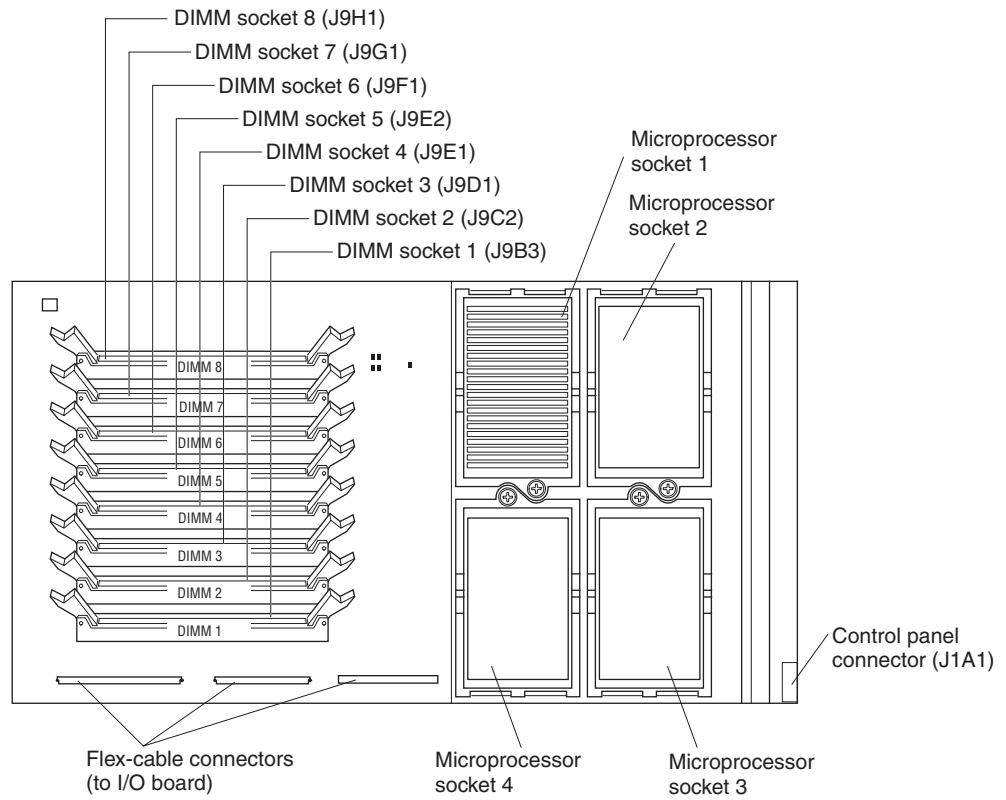 DIMM socket 8 (J9H1)
DIMM socket 7 (J9G1)
DIMM socket 6 (J9F1)
DIMM socket 5 (J9E2)
DIMM socket 4 (J9E1)
DIMM socket 3 (J9D1)
DIMM socket 2 (J9C2)
DIMM socket 1 (J9B3)
Microprocessor
socket 1
Microprocessor
socket 2
DIMM 8
DIMM 7
DIMM 6
DIMM 5
DIMM 4
DIMM 3
DIMM 2
DIMM 1
Control panel
connector (J1A1)
Flex-cable connectors
(to I/O board)
Microprocessor
socket 4
Microprocessor
socket 3